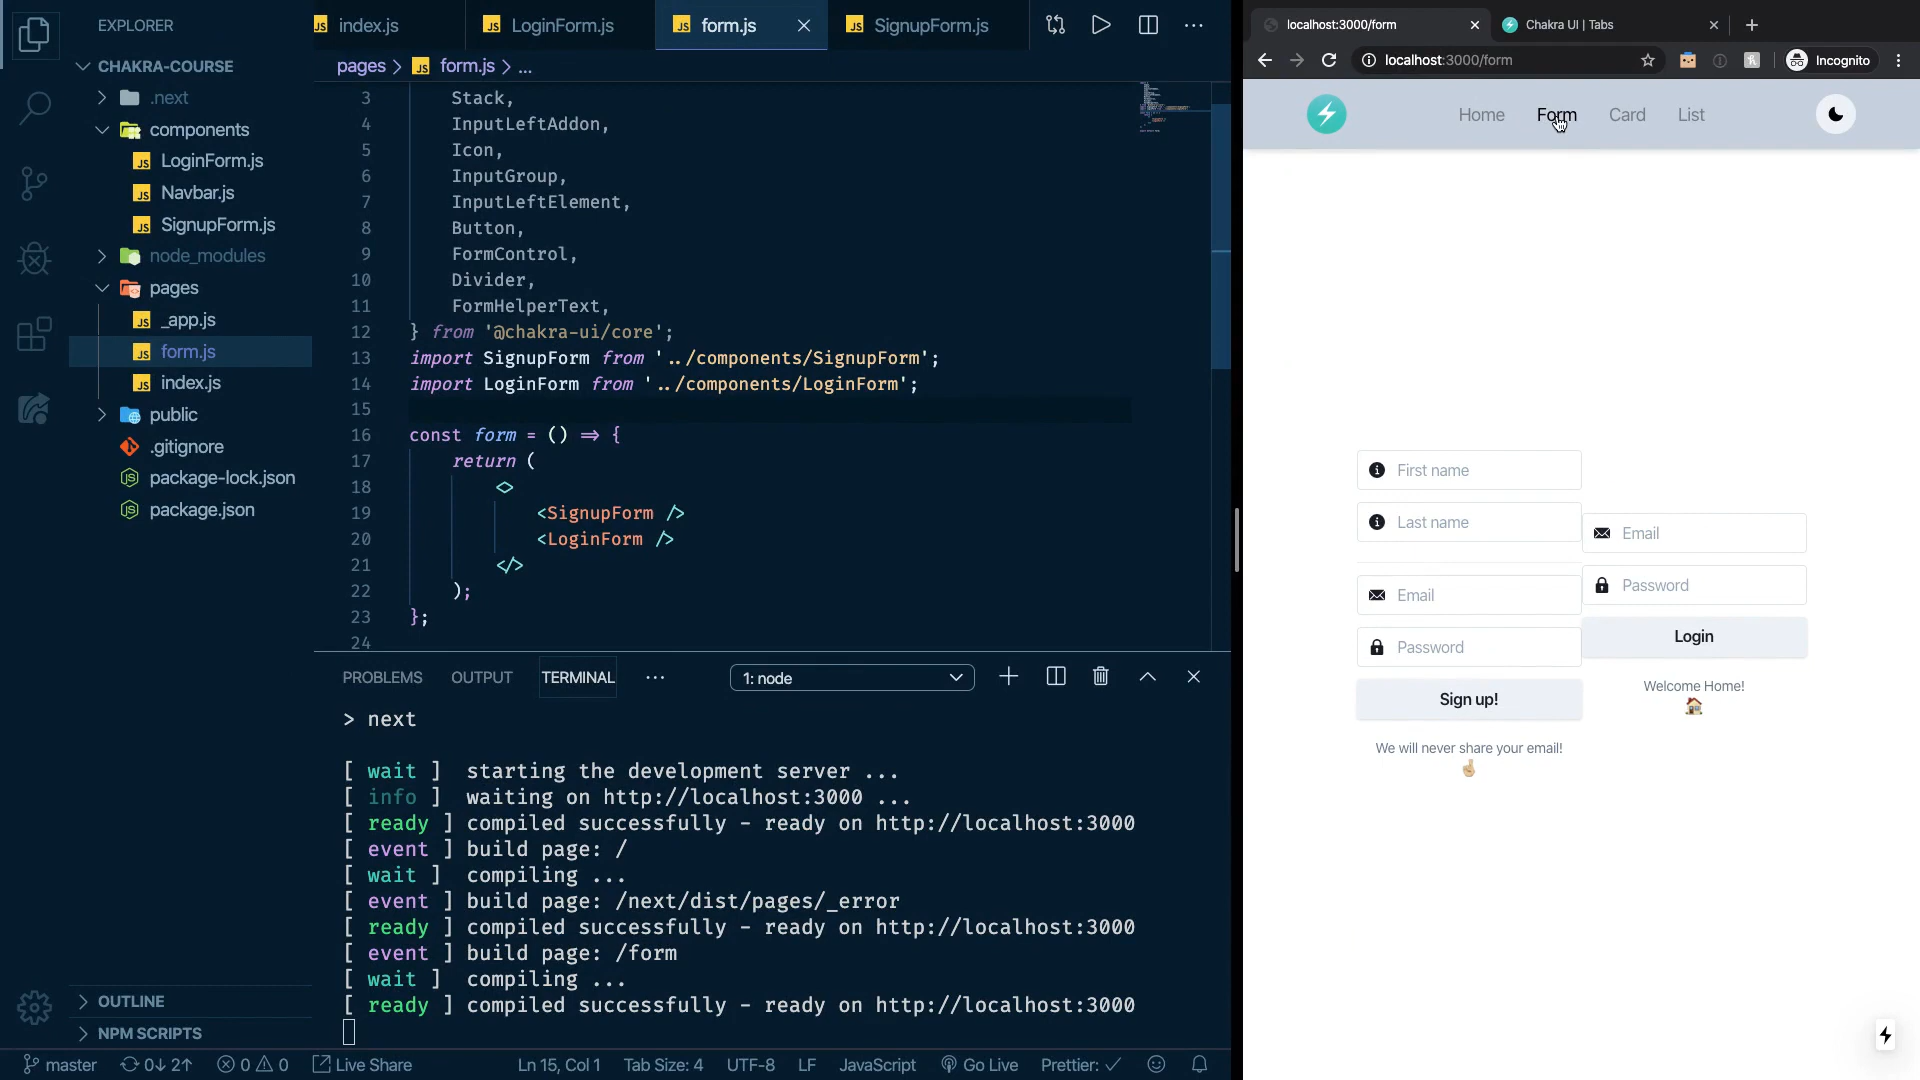 EXPLORER
CHAKRA-COURSE
.next
components
LoginForm.js
Navbar.js
SignupForm.js
node_modules
pages
_app.js
form.js
index.js
public
.gitignore
package-lock.json
package.json
OUTLINE
NPM SCRIPTS
JS index.js
JS LoginForm.js
JS form.js
JS SignupForm.js
pages > JS form.js > ...
3 Stack,
4 InputLeftAddon,
5 Icon,
6 InputGroup,
7 InputLeftElement,
8 Button,
9 FormControl,
10 Divider,
11 FormHelperText,
12 } from '@chakra-ui/core';
13 import SignupForm from '../components/SignupForm';
14 import LoginForm from '../components/LoginForm';
15
16 const form = () => {
17 return (
18 <>
19 <SignupForm />
20 <LoginForm />
21 </>
22 );
23 };
24
PROBLEMS OUTPUT TERMINAL ... 1: node
> next
[ wait ] starting the development server ...
[ info ] waiting on http://localhost:3000 ...
[ ready ] compiled successfully - ready on http://localhost:3000
[ event ] build page: /
[ wait ] compiling ...
[ event ] build page: /next/dist/pages/_error
[ ready ] compiled successfully - ready on http://localhost:3000
[ event ] build page: /form
[ wait ] compiling ...
[ ready ] compiled successfully - ready on http://localhost:3000
master 0↓ 2↑ 0 0 Live Share Ln 15, Col 1 Tab Size: 4 UTF-8 LF JavaScript Go Live Prettier: ✓
localhost:3000/form
Chakra UI | Tabs
localhost:3000/form
Incognito
Home Form Card List
First name
Last name
Email
Password
Sign up!
We will never share your email!
Email
Password
Login
Welcome Home!